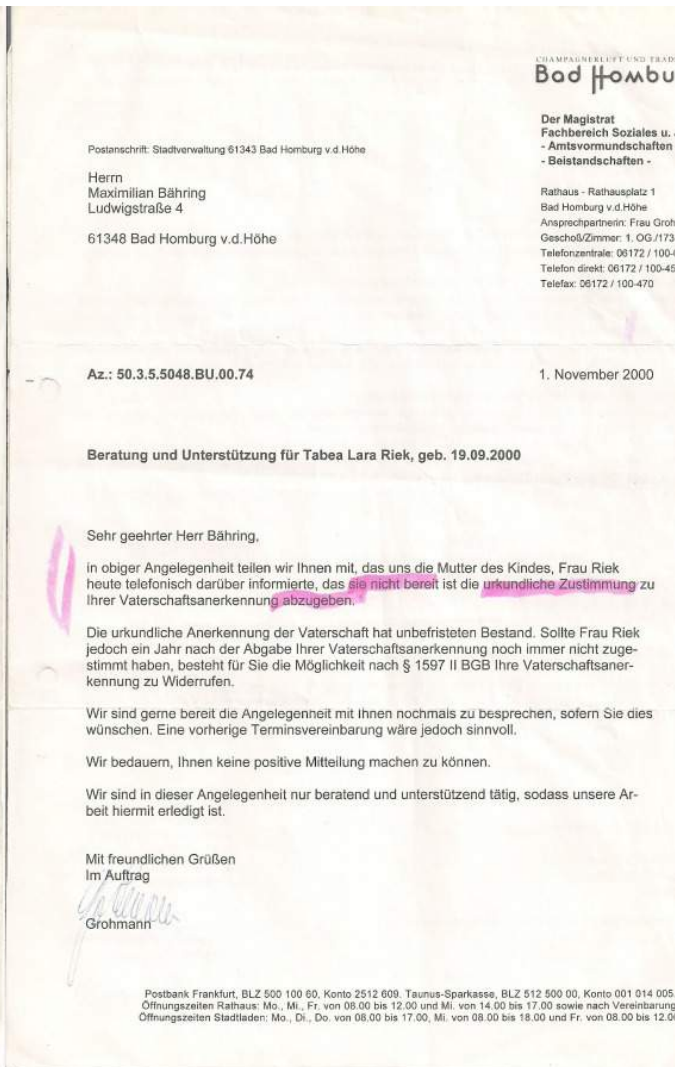 CHAMPAGNERLUFT UND TRAD
Bad Hombu
Der Magistrat
Fachbereich Soziales u.
- Amtsvormundschaften
- Beistandschaften -
Postanschrift: Stadtverwaltung 61343 Bad Homburg v.d.Höhe
Herrn
Maximilian Bähring
Ludwigstraße 4
61348 Bad Homburg v.d.Höhe
Rathaus - Rathausplatz 1
Bad Homburg v.d.Höhe
Ansprechpartnerin: Frau Groh
Geschoß/Zimmer: 1. OG./173
Telefonzentrale: 06172 / 100-
Telefon direkt: 06172 / 100-45
Telefax: 06172 / 100-470
Az.: 50.3.5.5048.BU.00.74
1. November 2000
Beratung und Unterstützung für Tabea Lara Riek, geb. 19.09.2000
Sehr geehrter Herr Bähring,
in obiger Angelegenheit teilen wir Ihnen mit, das uns die Mutter des Kindes, Frau Riek
heute telefonisch darüber informierte, das sie nicht bereit ist die urkundliche Zustimmung zu
Ihrer Vaterschaftsanerkennung abzugeben.
Die urkundliche Anerkennung der Vaterschaft hat unbefristeten Bestand. Sollte Frau Riek
jedoch ein Jahr nach der Abgabe Ihrer Vaterschaftsanerkennung noch immer nicht zuge-
stimmt haben, besteht für Sie die Möglichkeit nach § 1597 II BGB Ihre Vaterschaftsaner-
kennung zu Widerrufen.
Wir sind gerne bereit die Angelegenheit mit Ihnen nochmals zu besprechen, sofern Sie dies
wünschen. Eine vorherige Terminsvereinbarung wäre jedoch sinnvoll.
Wir bedauern, Ihnen keine positive Mitteilung machen zu können.
Wir sind in dieser Angelegenheit nur beratend und unterstützend tätig, sodass unsere Ar-
beit hiermit erledigt ist.
Mit freundlichen Grüßen
Im Auftrag
Grohmann
Postbank Frankfurt, BLZ 500 100 60, Konto 2512 609. Taunus-Sparkasse, BLZ 512 500 00, Konto 001 014 005.
Öffnungszeiten Rathaus: Mo., Mi., Fr. von 08.00 bis 12.00 und Mi. von 14.00 bis 17.00 sowie nach Vereinbarung
Öffnungszeiten Stadtladen: Mo., Di., Do. von 08.00 bis 17.00, Mi. von 08.00 bis 18.00 und Fr. von 08.00 bis 12.00